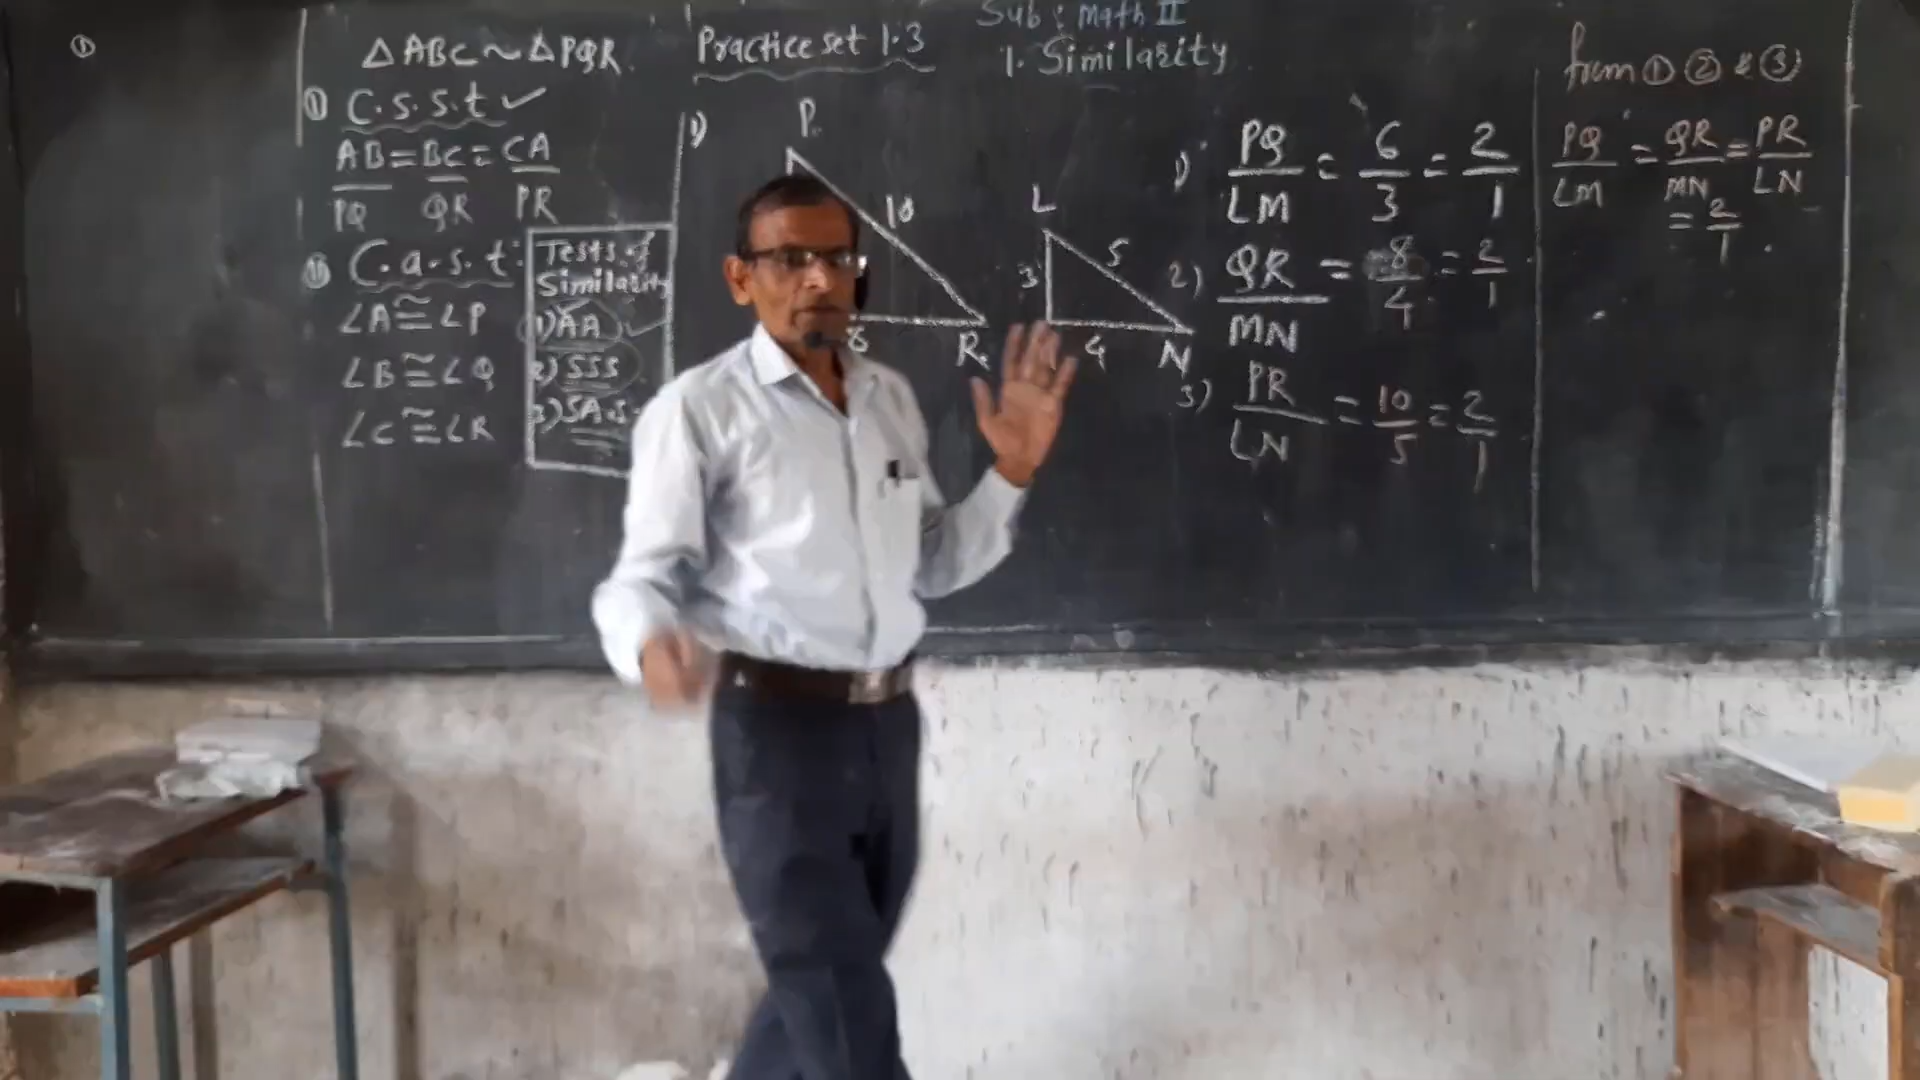 ①
△ABC ~ △PQR
① C.s.s.t ✓
AB = BC = CA
PQ QR PR
② C.a.s.t:
∠A ≅ ∠P
∠B ≅ ∠Q
∠C ≅ ∠R
Tests of
Similarity
1) AA ✓
2) SSS
3) SA.S.
Sub: Math II
Practice set 1.3
1. Similarity
1)
P
10
8
R
L
3
5
4
N
1) PQ/LM = 6/3 = 2/1
2) QR/MN = 8/4 = 2/1
3) PR/LN = 10/5 = 2/1
from ① ② & ③
PQ/LM = QR/MN = PR/LN
= 2/1 .